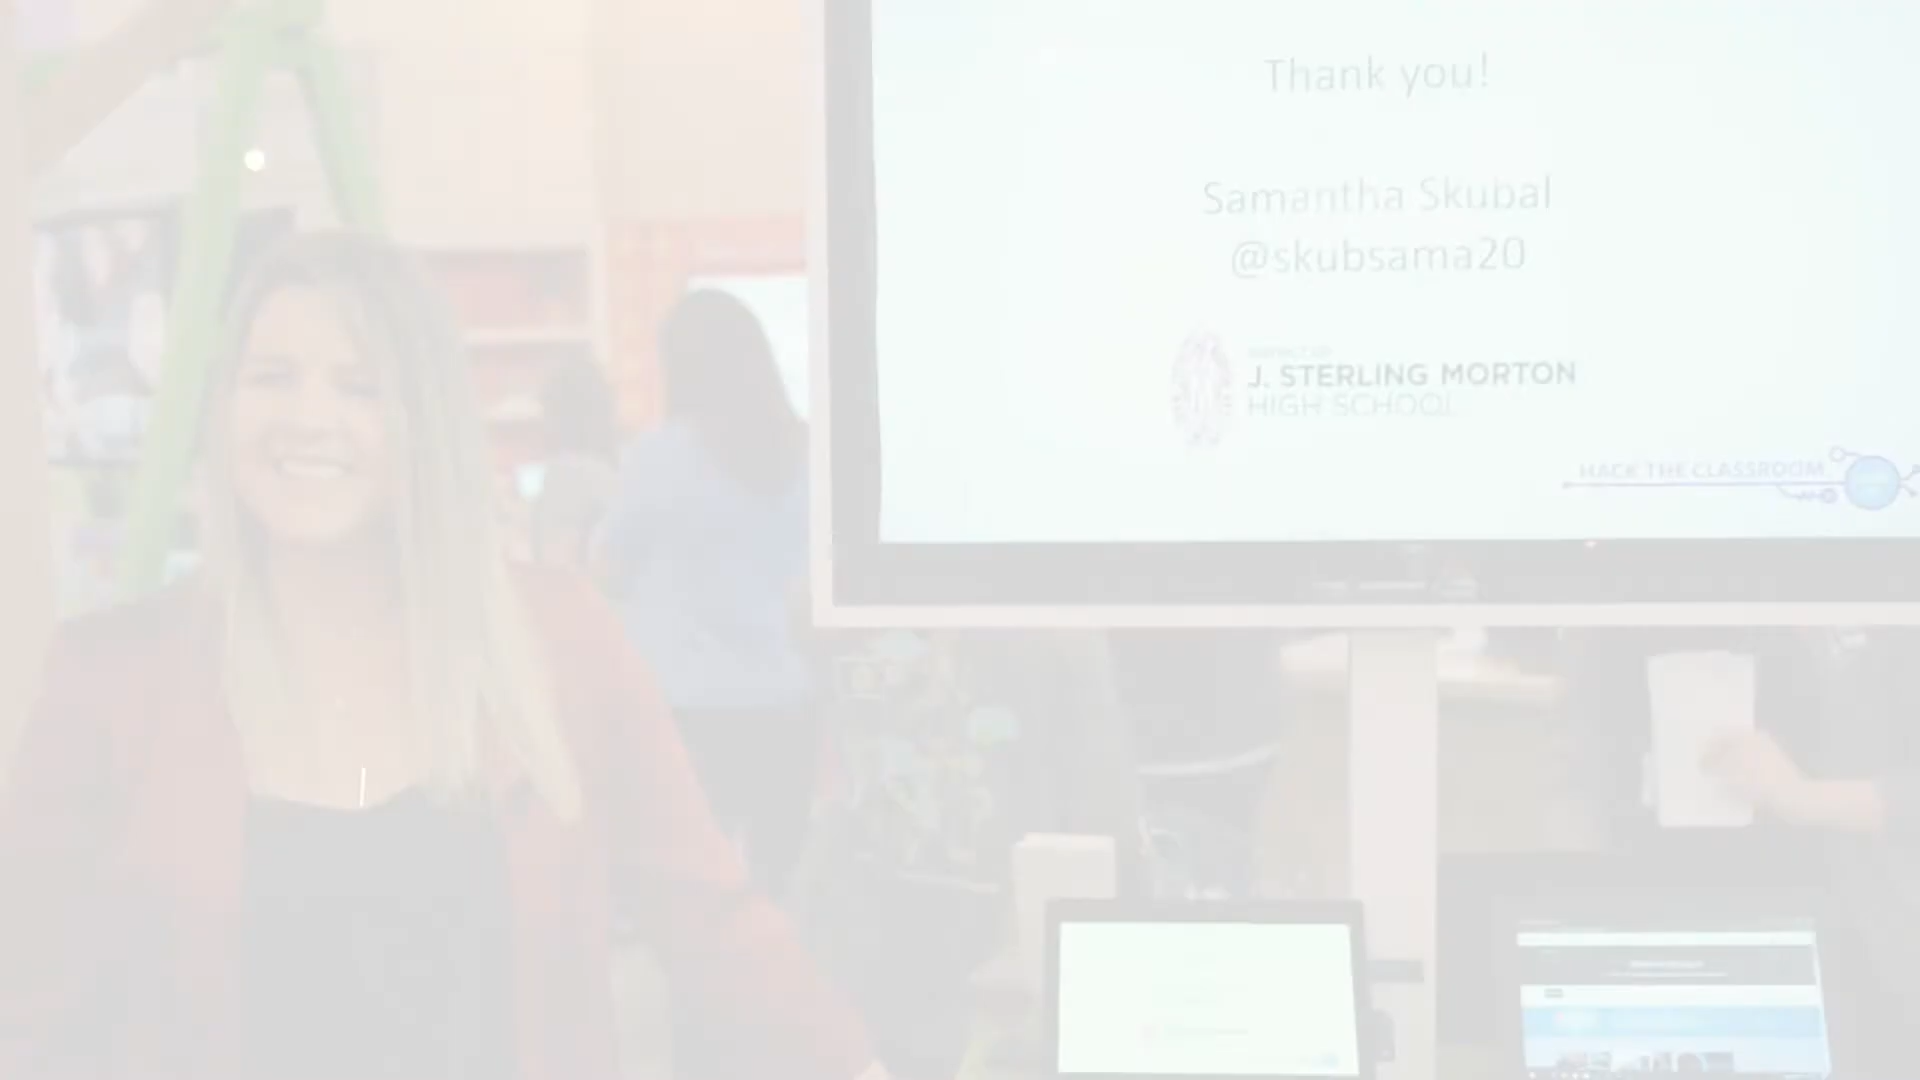 Thank you!
Samantha Skubal
@skubsama20
J. STERLING MORTON
HIGH SCHOOL
HACK THE CLASSROOM